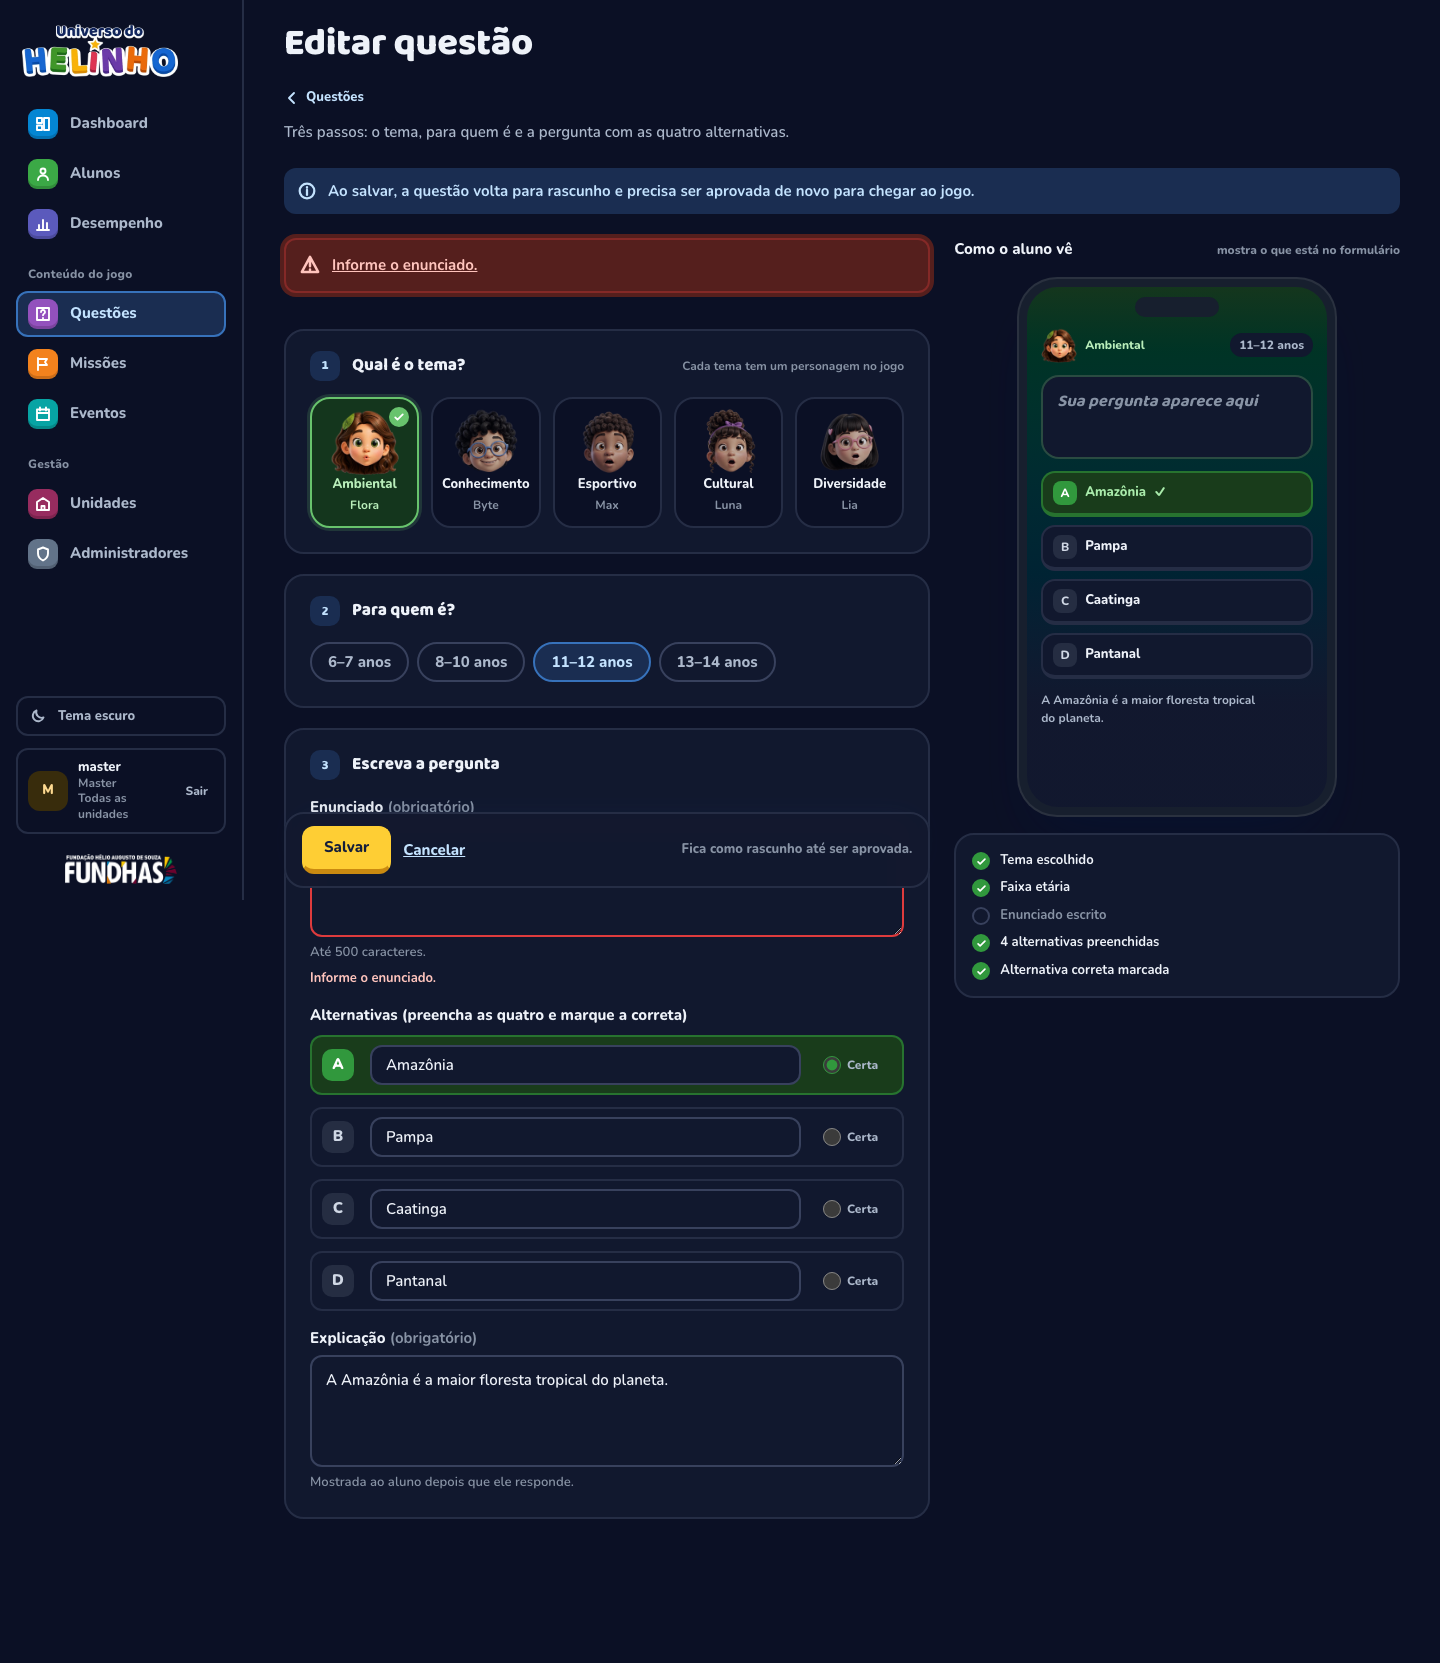 Universo do
HELINHO
Dashboard
Alunos
Desempenho
Conteúdo do jogo
Questões
Missões
Eventos
Gestão
Unidades
Administradores
Tema escuro
M
master
Master
Todas as
unidades
Sair
FUNDAÇÃO HÉLIO AUGUSTO DE SOUZA
FUNDHAS
Editar questão
Questões
Três passos: o tema, para quem é e a pergunta com as quatro alternativas.
Ao salvar, a questão volta para rascunho e precisa ser aprovada de novo para chegar ao jogo.
Informe o enunciado.
1 Qual é o tema?
Cada tema tem um personagem no jogo
Ambiental
Flora
Conhecimento
Byte
Esportivo
Max
Cultural
Luna
Diversidade
Lia
2 Para quem é?
6–7 anos
8–10 anos
11–12 anos
13–14 anos
3 Escreva a pergunta
Enunciado (obrigatório)
Salvar
Cancelar
Fica como rascunho até ser aprovada.
Até 500 caracteres.
Informe o enunciado.
Alternativas (preencha as quatro e marque a correta)
A Amazônia Certa
B Pampa Certa
C Caatinga Certa
D Pantanal Certa
Explicação (obrigatório)
A Amazônia é a maior floresta tropical do planeta.
Mostrada ao aluno depois que ele responde.
Como o aluno vê
mostra o que está no formulário
Ambiental
11–12 anos
Sua pergunta aparece aqui
A Amazônia
B Pampa
C Caatinga
D Pantanal
A Amazônia é a maior floresta tropical
do planeta.
Tema escolhido
Faixa etária
Enunciado escrito
4 alternativas preenchidas
Alternativa correta marcada